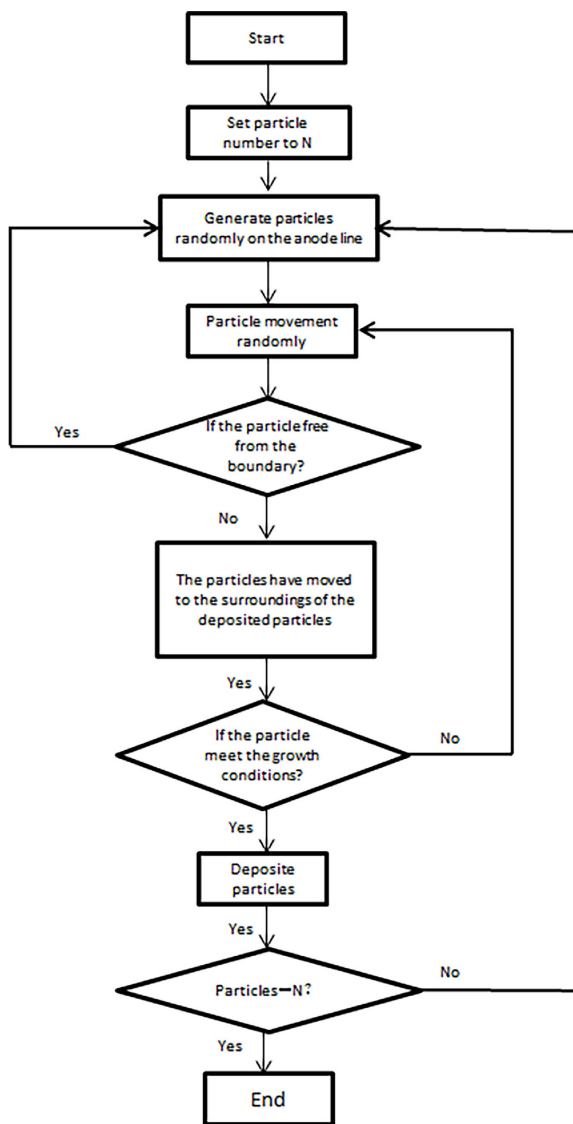 Start
Set particle
number to N
Generate particles
randomly on the anode line
Particle movement
randomly
If the particle free
from the
boundary?
Yes
No
The particles have moved
to the surroundings of the
deposited particles
Yes
If the particle
meet the growth
conditions?
No
Yes
Deposite
particles
Yes
Particles—N?
No
Yes
End